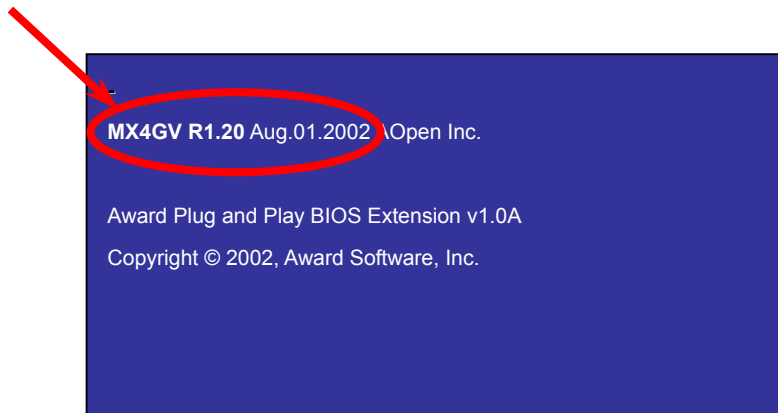 MX4GV R1.20 Aug.01.2002 AOpen Inc.
Award Plug and Play BIOS Extension v1.0A
Copyright © 2002, Award Software, Inc.